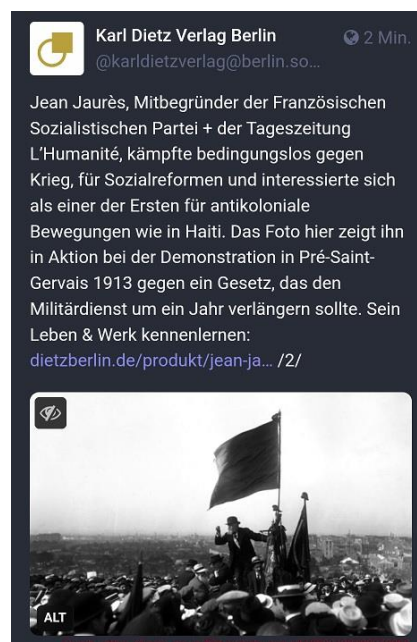 Karl Dietz Verlag Berlin
2 Min.
@karldietzverlag@berlin.so...
Jean Jaurès, Mitbegründer der Französischen
Sozialistischen Partei + der Tageszeitung
L'Humanité, kämpfte bedingungslos gegen
Krieg, für Sozialreformen und interessierte sich
als einer der Ersten für antikoloniale
Bewegungen wie in Haiti. Das Foto hier zeigt ihn
in Aktion bei der Demonstration in Pré-Saint-
Gervais 1913 gegen ein Gesetz, das den
Militärdienst um ein Jahr verlängern sollte. Sein
Leben & Werk kennenlernen:
dietzberlin.de/produkt/jean-ja... /2/
ALT